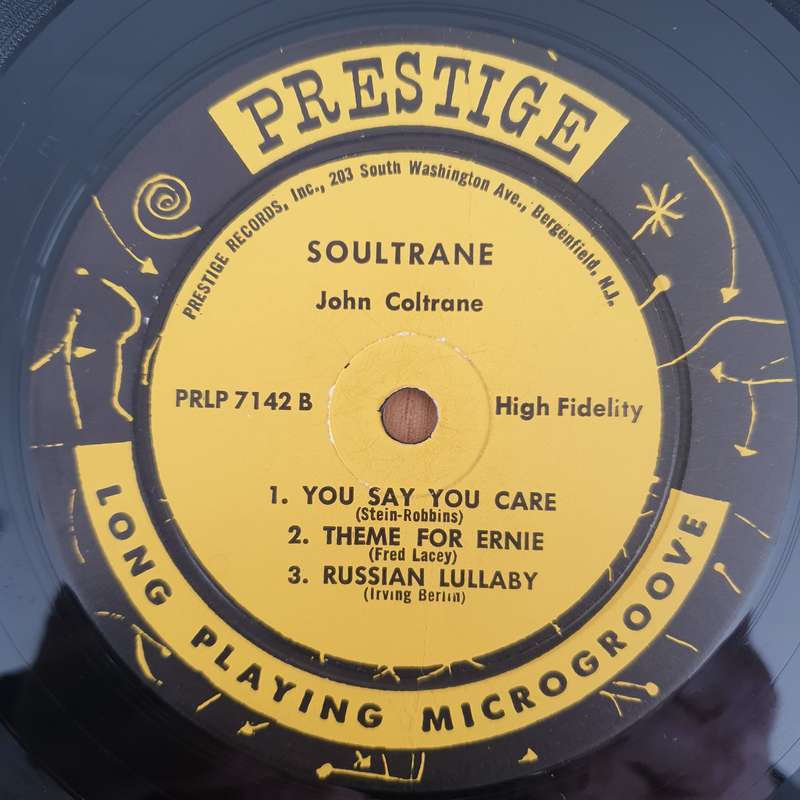 PRESTIGE
PRESTIGE RECORDS, Inc., 203 South Washington Ave., Bergenfield, N.J.
SOULTRANE
John Coltrane
PRLP 7142 B
High Fidelity
1. YOU SAY YOU CARE
(Stein-Robbins)
2. THEME FOR ERNIE
(Fred Lacey)
3. RUSSIAN LULLABY
(Irving Berlin)
LONG PLAYING MICROGROOVE